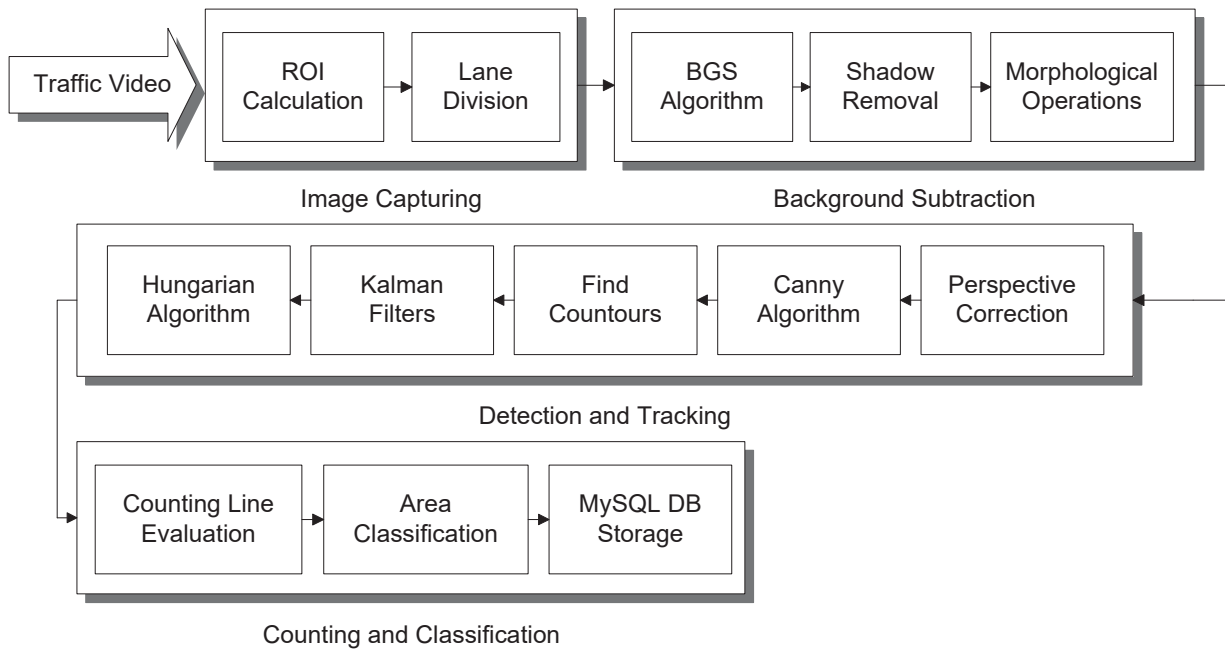 Traffic Video
ROI
Calculation
Lane
Division
BGS
Algorithm
Shadow
Removal
Morphological
Operations
Image Capturing
Background Subtraction
Hungarian
Algorithm
Kalman
Filters
Find
Countours
Canny
Algorithm
Perspective
Correction
Detection and Tracking
Counting Line
Evaluation
Area
Classification
MySQL DB
Storage
Counting and Classification